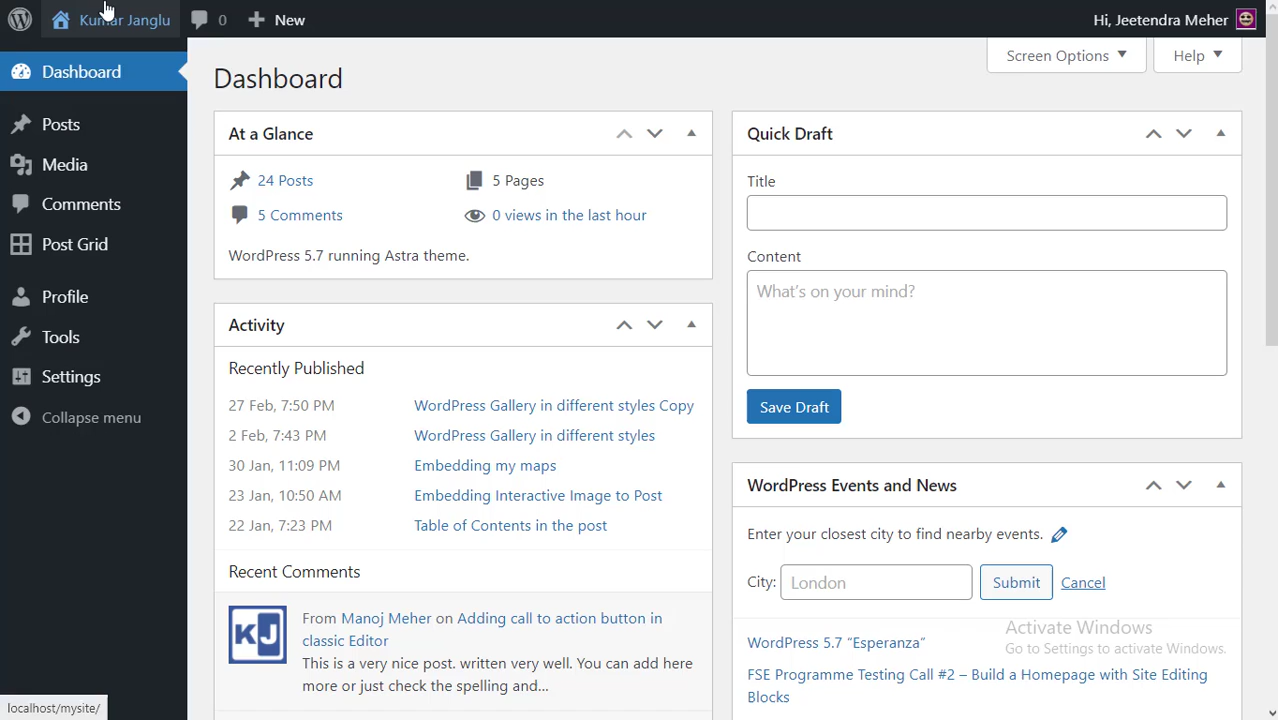 Kumar Janglu 0 New Hi, Jeetendra Meher
Dashboard
Posts
Media
Comments
Post Grid
Profile
Tools
Settings
Collapse menu
localhost/mysite/
Screen Options Help
Dashboard
At a Glance
24 Posts 5 Pages
5 Comments 0 views in the last hour
WordPress 5.7 running Astra theme.
Activity
Recently Published
27 Feb, 7:50 PM WordPress Gallery in different styles Copy
2 Feb, 7:43 PM WordPress Gallery in different styles
30 Jan, 11:09 PM Embedding my maps
23 Jan, 10:50 AM Embedding Interactive Image to Post
22 Jan, 7:23 PM Table of Contents in the post
Recent Comments
KJ
From Manoj Meher on Adding call to action button in
classic Editor
This is a very nice post. written very well. You can add here
more or just check the spelling and...
Quick Draft
Title
Content
What's on your mind?
Save Draft
WordPress Events and News
Enter your closest city to find nearby events.
City: London Submit Cancel
WordPress 5.7 “Esperanza”
FSE Programme Testing Call #2 – Build a Homepage with Site Editing
Blocks
Activate Windows
Go to Settings to activate Windows.